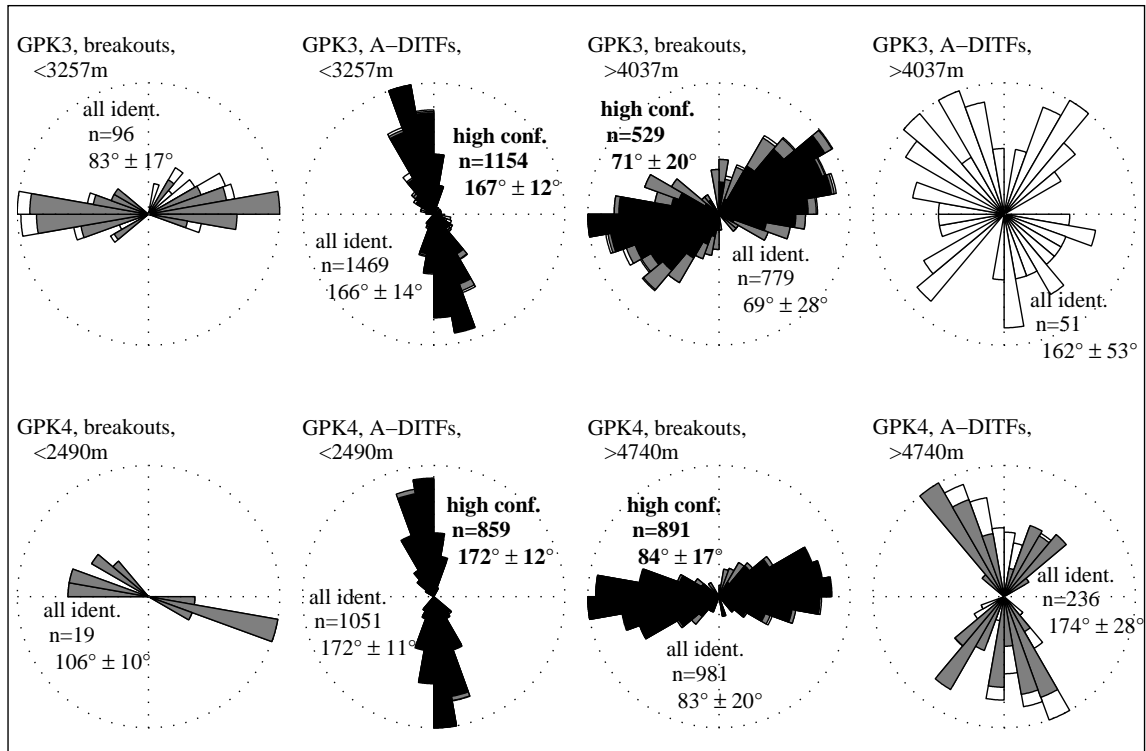 GPK3, breakouts,
<3257m
all ident.
n=96
83° ± 17°
GPK3, A–DITFs,
<3257m
high conf.
n=1154
167° ± 12°
all ident.
n=1469
166° ± 14°
GPK3, breakouts,
>4037m
high conf.
n=529
71° ± 20°
all ident.
n=779
69° ± 28°
GPK3, A–DITFs,
>4037m
all ident.
n=51
162° ± 53°
GPK4, breakouts,
<2490m
all ident.
n=19
106° ± 10°
GPK4, A–DITFs,
<2490m
high conf.
n=859
172° ± 12°
all ident.
n=1051
172° ± 11°
GPK4, breakouts,
>4740m
high conf.
n=891
84° ± 17°
all ident.
n=981
83° ± 20°
GPK4, A–DITFs,
>4740m
all ident.
n=236
174° ± 28°